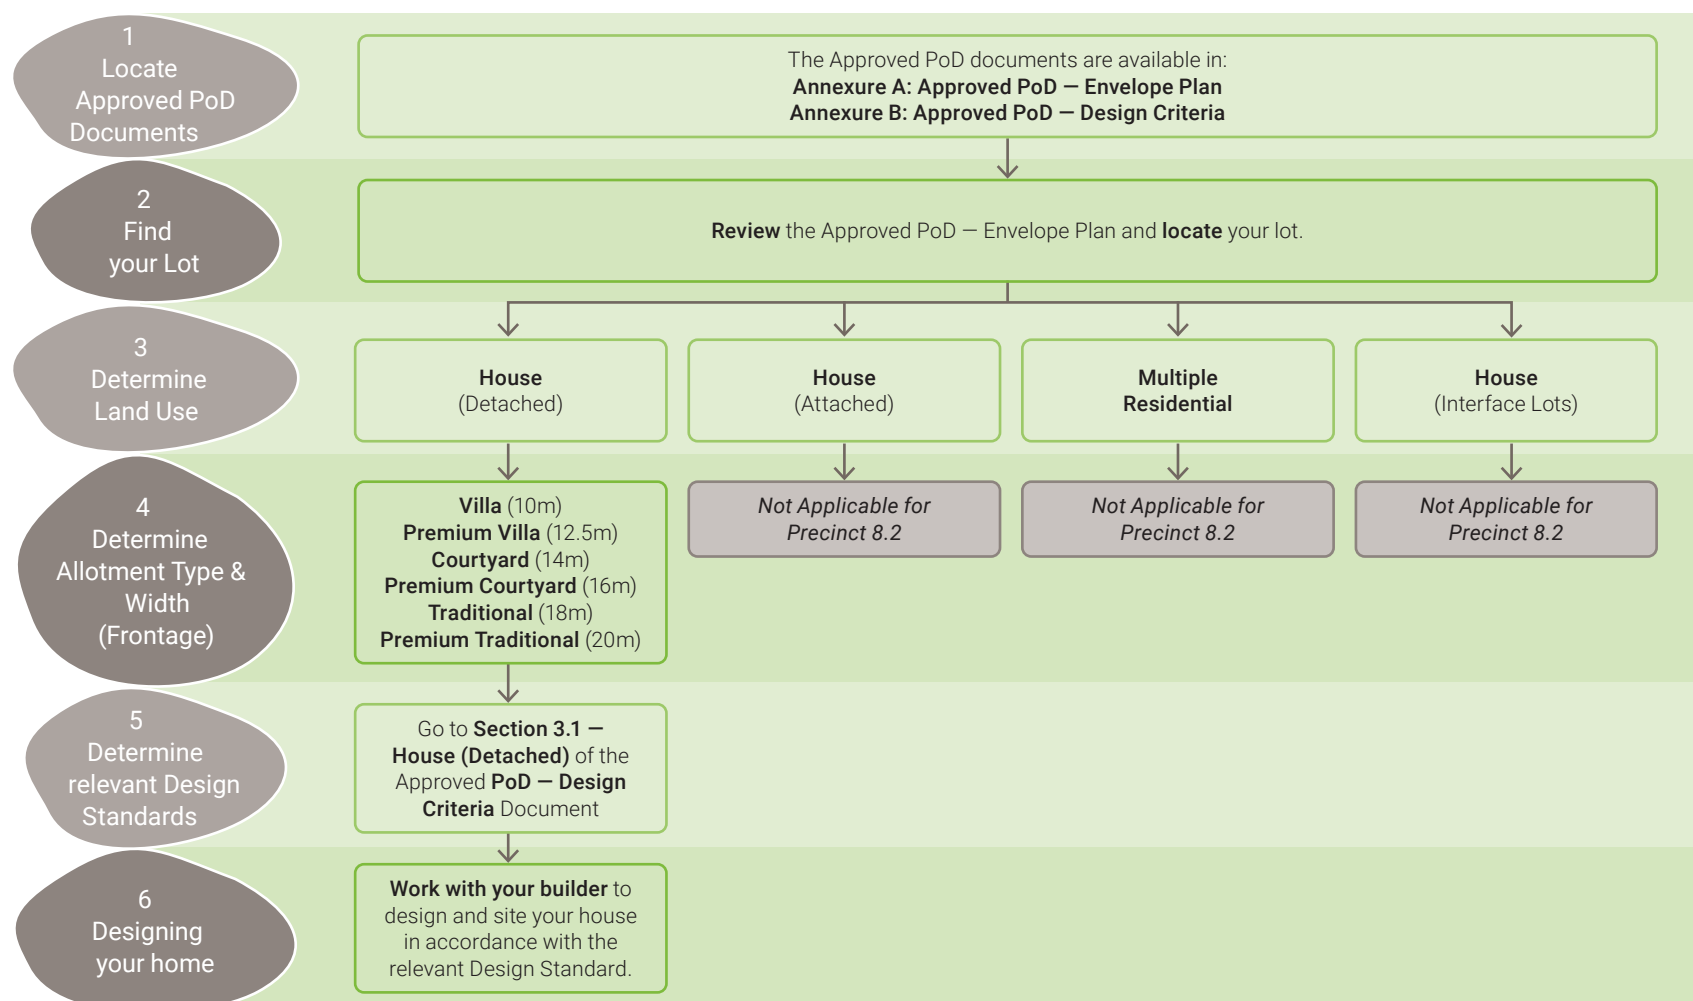 1
Locate
Approved PoD
Documents
The Approved PoD documents are available in:
Annexure A: Approved PoD — Envelope Plan
Annexure B: Approved PoD — Design Criteria
2
Find
your Lot
Review the Approved PoD — Envelope Plan and locate your lot.
3
Determine
Land Use
House
(Detached)
House
(Attached)
Multiple
Residential
House
(Interface Lots)
4
Determine
Allotment Type &
Width
(Frontage)
Villa (10m)
Premium Villa (12.5m)
Courtyard (14m)
Premium Courtyard (16m)
Traditional (18m)
Premium Traditional (20m)
Not Applicable for
Precinct 8.2
Not Applicable for
Precinct 8.2
Not Applicable for
Precinct 8.2
5
Determine
relevant Design
Standards
Go to Section 3.1 —
House (Detached) of the
Approved PoD — Design
Criteria Document
6
Designing
your home
Work with your builder to
design and site your house
in accordance with the
relevant Design Standard.